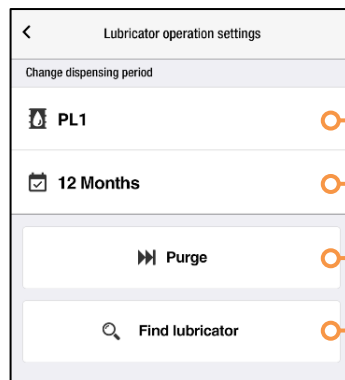 Lubricator operation settings
Change dispensing period
PL1
12 Months
Purge
Find lubricator